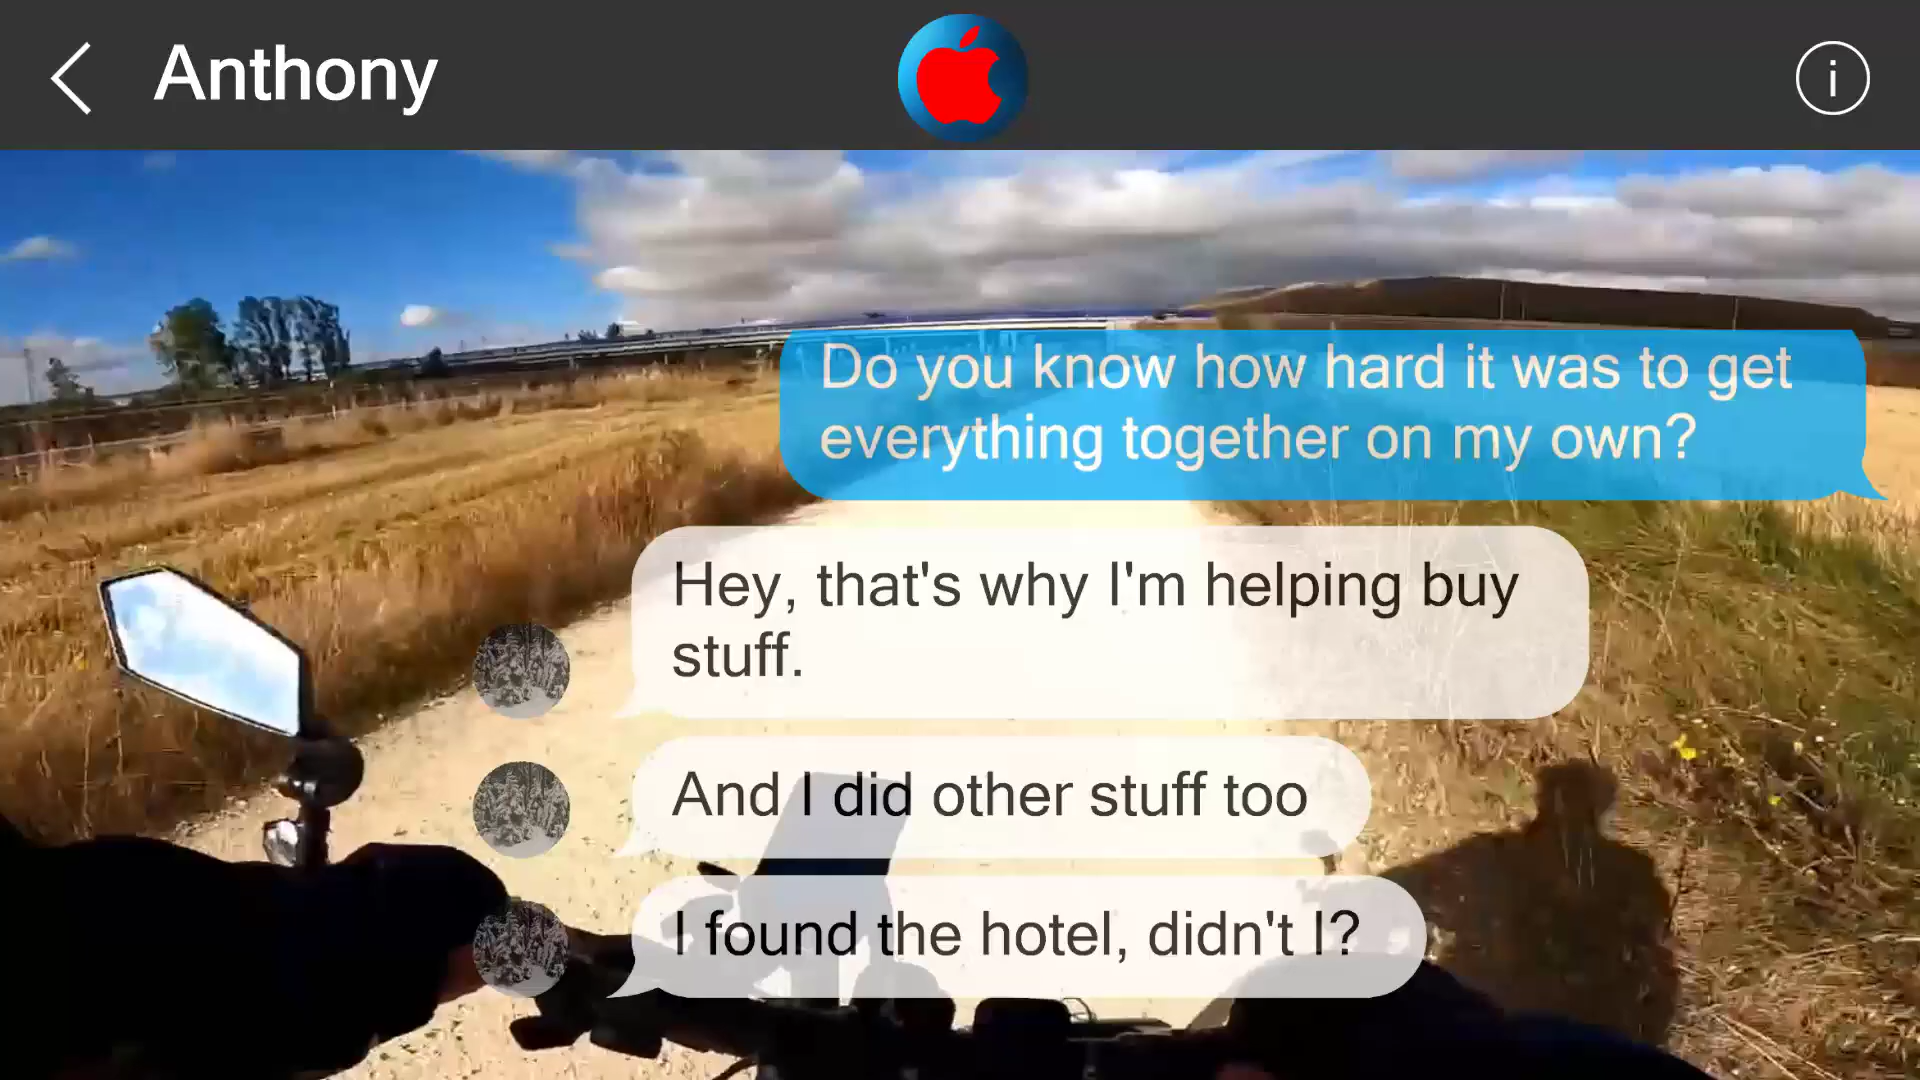 Anthony
i
Do you know how hard it was to get
everything together on my own?
Hey, that's why I'm helping buy
stuff.
And I did other stuff too
I found the hotel, didn't I?